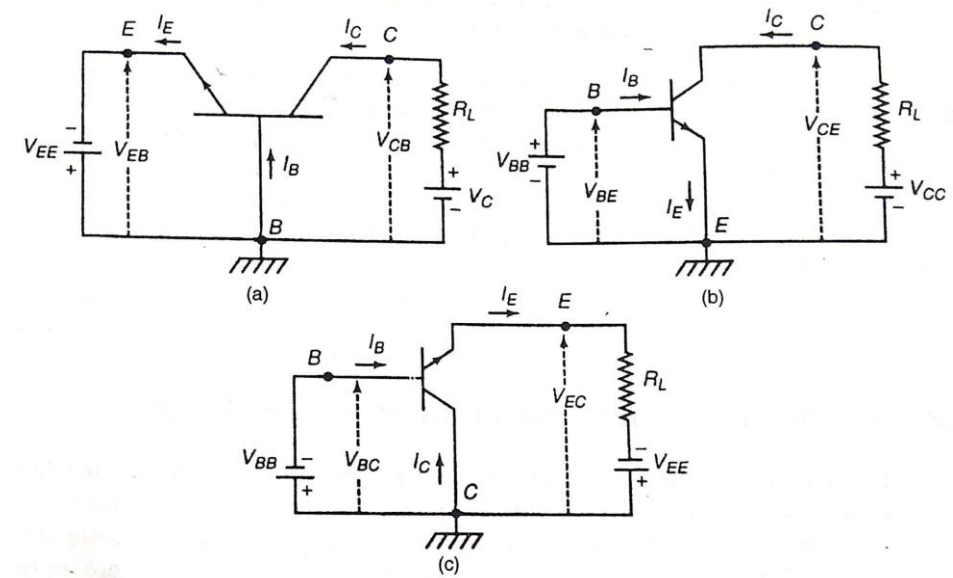 E I_E I_C C
V_EE - + V_EB I_B V_CB R_L + - V_C
B
(a)
I_C C
B I_B
V_BB + - V_BE I_E V_CE R_L + - V_CC
E
(b)
I_E E
B I_B
V_BB - + V_BC I_C V_EC R_L - + V_EE
C
(c)